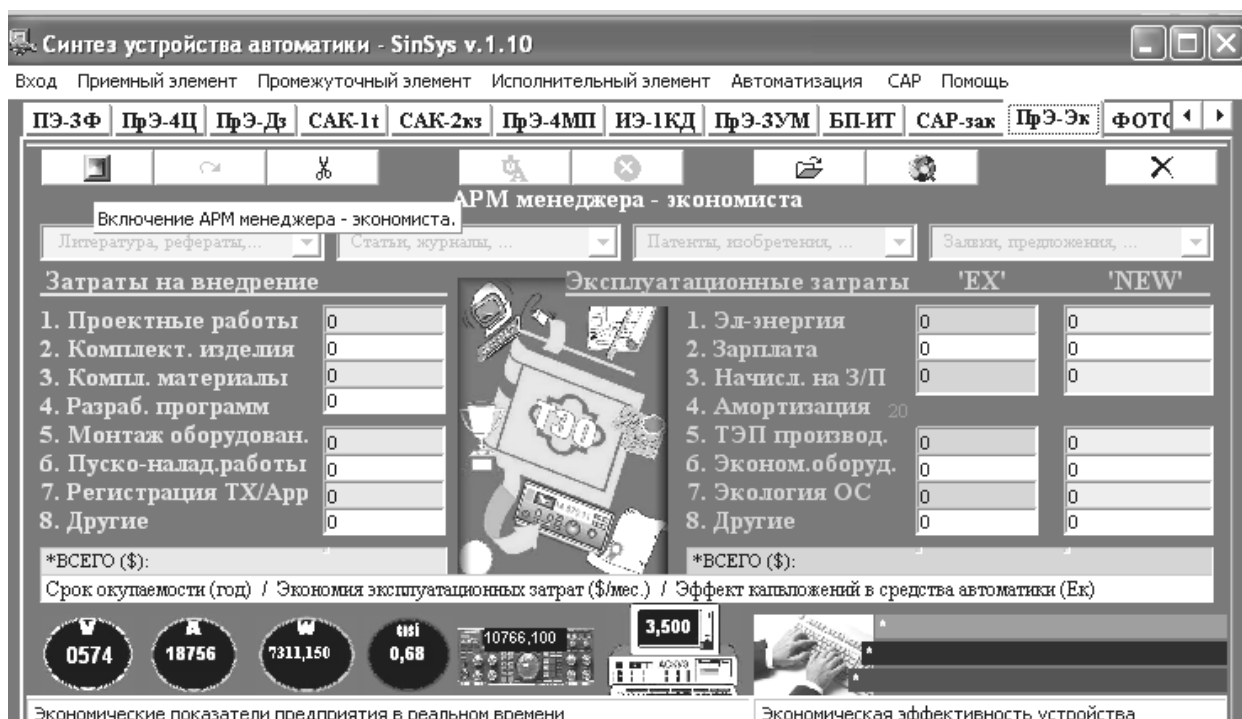 Синтез устройства автоматики - SinSys v.1.10
Вход Приемный элемент Промежуточный элемент Исполнительный элемент Автоматизация САР Помощь
ПЭ-3Ф ПрЭ-4Ц ПрЭ-Дз САК-1t САК-2кз ПрЭ-4МП ИЭ-1КД ПрЭ-3УМ БП-ИТ САР-зак ПрЭ-Эк ФОТО
АРМ менеджера - экономиста
Включение АРМ менеджера - экономиста.
Литература, рефераты,... Статьи, журналы, ... Патенты, изобретения, ... Заявки, предложения, ...
Затраты на внедрение Эксплуатационные затраты 'EX' 'NEW'
1. Проектные работы 0 1. Эл-энергия 0 0
2. Комплект. изделия 0 2. Зарплата 0 0
3. Компл. материалы 0 3. Начисл. на З/П 0 0
4. Разраб. программ 0 4. Амортизация 20
5. Монтаж оборудован. 0 5. ТЭП производ. 0 0
6. Пуско-налад.работы 0 6. Эконом.оборуд. 0 0
7. Регистрация ТХ/App 0 7. Экология ОС 0 0
8. Другие 0 8. Другие 0 0
ТЭО
*ВСЕГО ($): *ВСЕГО ($):
Срок окупаемости (год) / Экономия эксплуатационных затрат ($/мес.) / Эффект капвложений в средства автоматики (Ек)
V A W
0574 18756 7311,150 0,68 10766,100 3,500
*
*
*
Экономические показатели предприятия в реальном времени Экономическая эффективность устройства